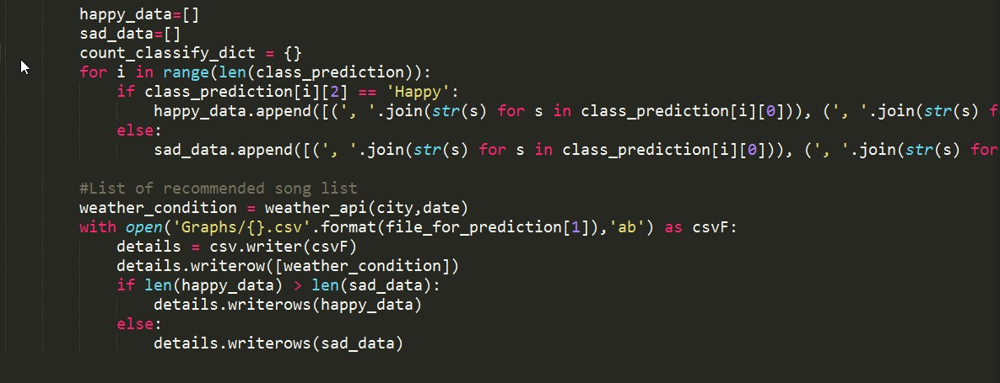 happy_data=[]
sad_data=[]
count_classify_dict = {}
for i in range(len(class_prediction)):
if class_prediction[i][2] == 'Happy':
happy_data.append([(', '.join(str(s) for s in class_prediction[i][0])), (', '.join(str(s) f
else:
sad_data.append([(', '.join(str(s) for s in class_prediction[i][0])), (', '.join(str(s) for
#List of recommended song list
weather_condition = weather_api(city,date)
with open('Graphs/{}.csv'.format(file_for_prediction[1]),'ab') as csvF:
details = csv.writer(csvF)
details.writerow([weather_condition])
if len(happy_data) > len(sad_data):
details.writerows(happy_data)
else:
details.writerows(sad_data)